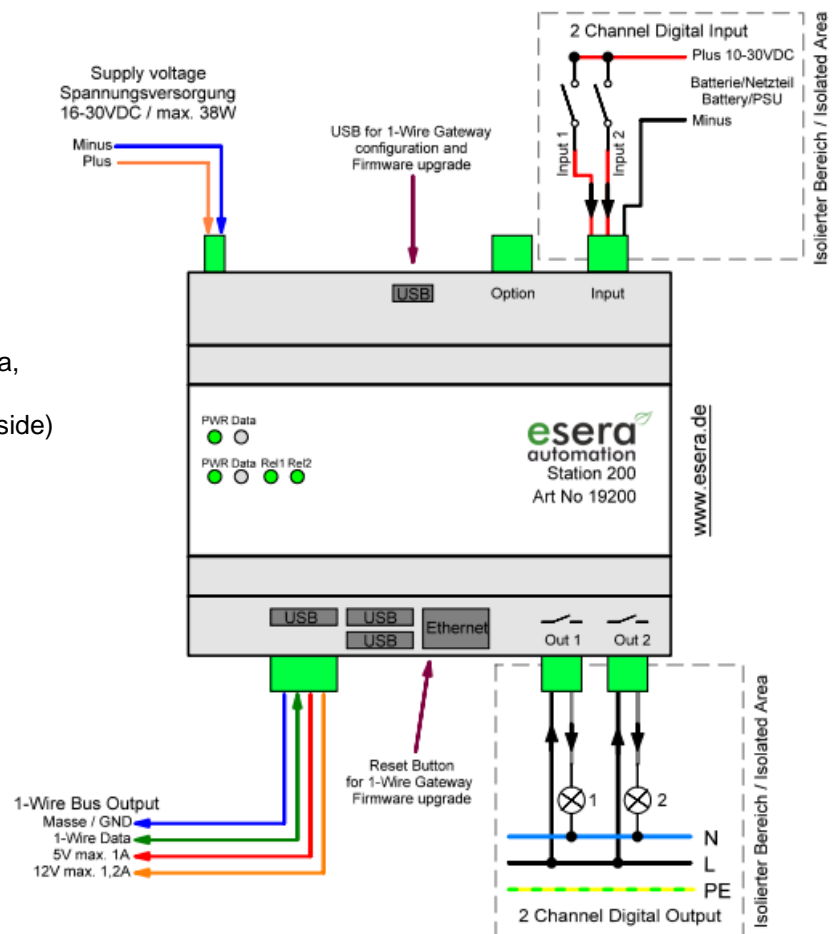 2 Channel Digital Input
Plus 10-30VDC
Batterie/Netzteil
Battery/PSU
Minus
Input 1
Input 2
Isolierter Bereich / Isolated Area
Supply voltage
Spannungsversorgung
16-30VDC / max. 38W
Minus
Plus
USB for 1-Wire Gateway
configuration and
Firmware upgrade
USB
Option
Input
a,
side)
PWR Data
PWR Data Rel1 Rel2
esera
automation
Station 200
Art No 19200
www.esera.de
USB
USB
USB
Ethernet
Out 1
Out 2
Reset Button
for 1-Wire Gateway
Firmware upgrade
1-Wire Bus Output
Masse / GND
1-Wire Data
5V max. 1A
12V max. 1,2A
1
2
N
L
PE
2 Channel Digital Output
Isolierter Bereich / Isolated Area